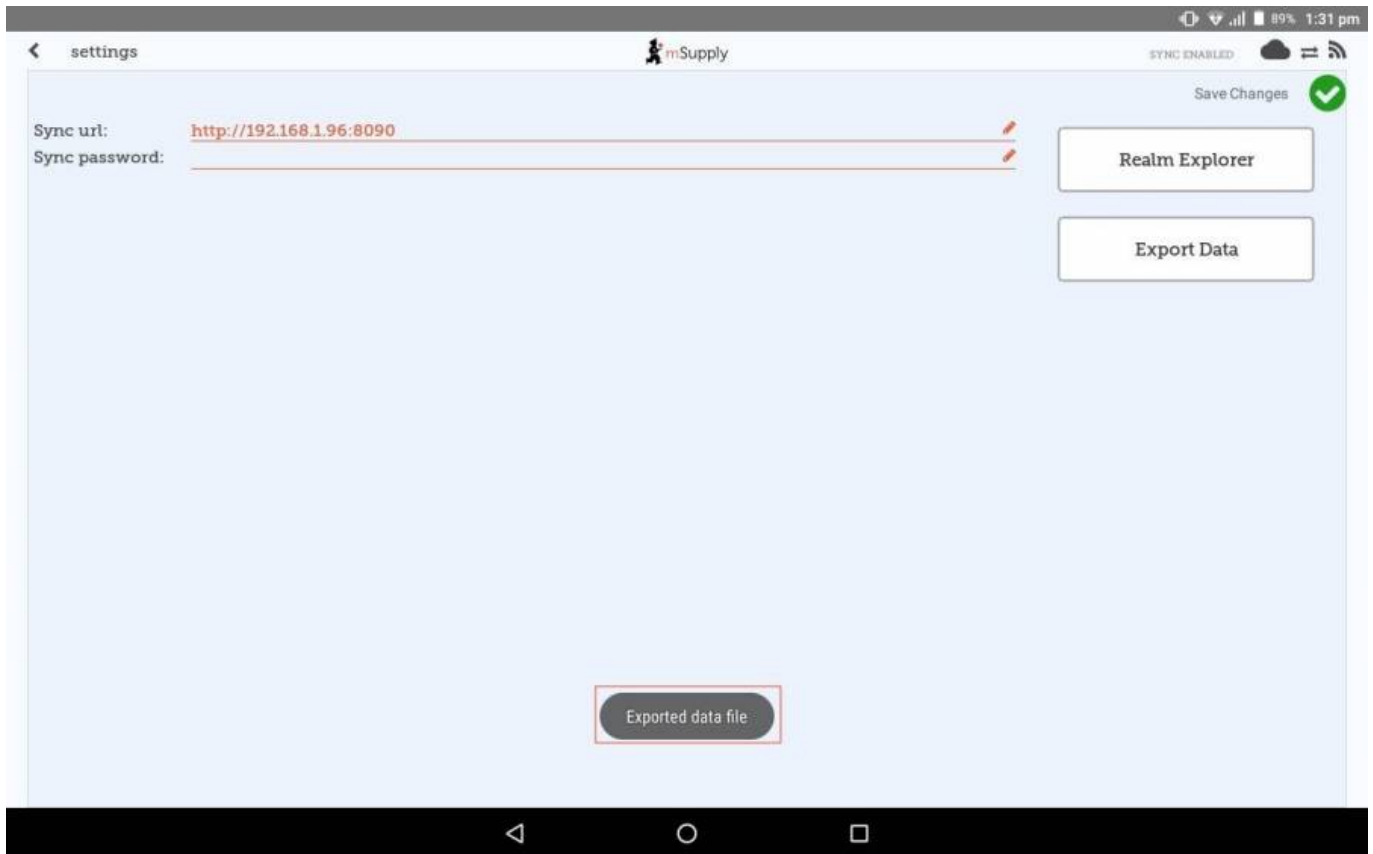 89% 1:31 pm
settings mSupply SYNC ENABLED
Save Changes
Sync url: http://192.168.1.96:8090
Sync password:
Realm Explorer
Export Data
Exported data file